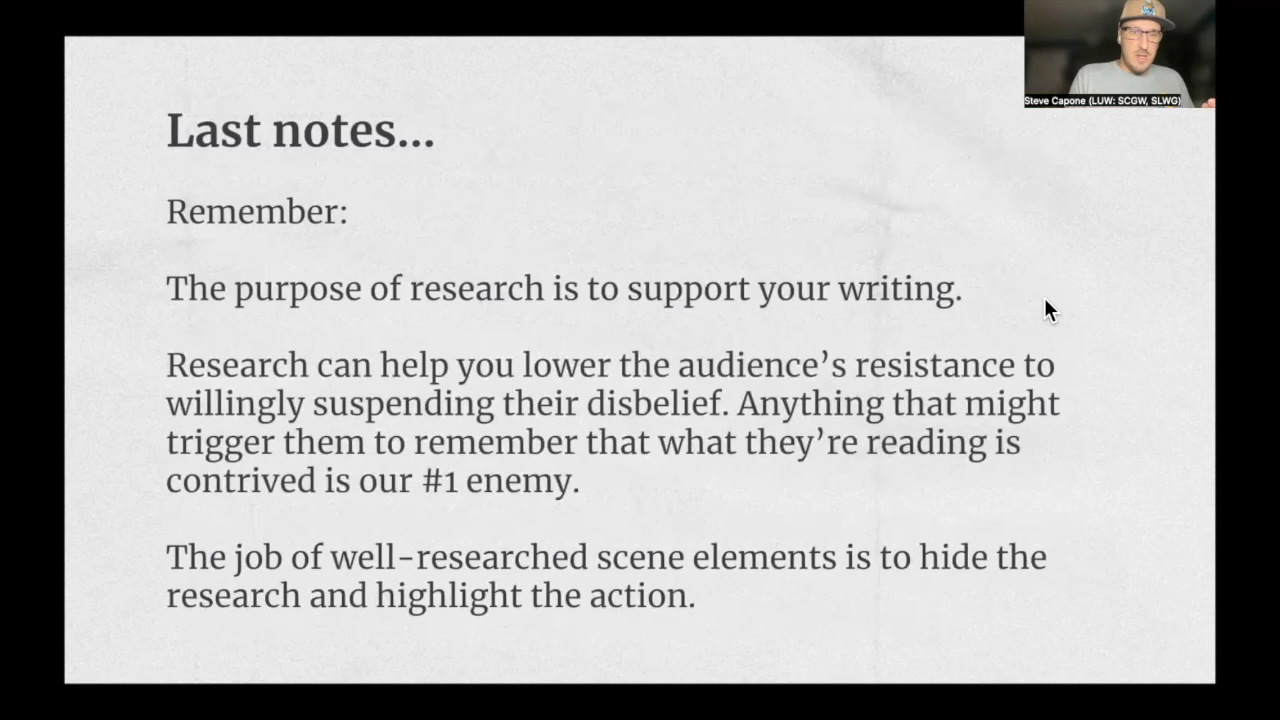 Last notes...
Remember:
The purpose of research is to support your writing.
Research can help you lower the audience’s resistance to
willingly suspending their disbelief. Anything that might
trigger them to remember that what they’re reading is
contrived is our #1 enemy.
The job of well-researched scene elements is to hide the
research and highlight the action.
Steve Capone (LUW: SCGW, SLWG)